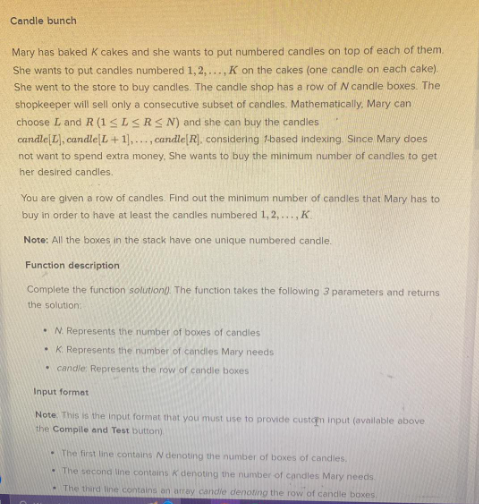 Candle bunch
Mary has baked K cakes and she wants to put numbered candles on top of each of them.
She wants to put candles numbered 1, 2, . . . , K on the cakes (one candle on each cake).
She went to the store to buy candles. The candle shop has a row of N candle boxes. The
shopkeeper will sell only a consecutive subset of candles. Mathematically, Mary can
choose L and R (1 ≤ L ≤ R ≤ N) and she can buy the candles
candle[L], candle[L + 1], . . . , candle[R], considering 1-based indexing. Since Mary does
not want to spend extra money, She wants to buy the minimum number of candles to get
her desired candles.
You are given a row of candles. Find out the minimum number of candles that Mary has to
buy in order to have at least the candles numbered 1, 2, . . . , K.
Note: All the boxes in the stack have one unique numbered candle.
Function description
Complete the function solution(). The function takes the following 3 parameters and returns
the solution:
• N: Represents the number of boxes of candles
• K: Represents the number of candles Mary needs
• candle: Represents the row of candle boxes
Input format
Note: This is the input format that you must use to provide custom input (available above
the Compile and Test button).
• The first line contains N denoting the number of boxes of candles.
• The second line contains K denoting the number of candles Mary needs.
• The third line contains an array candle denoting the row of candle boxes.